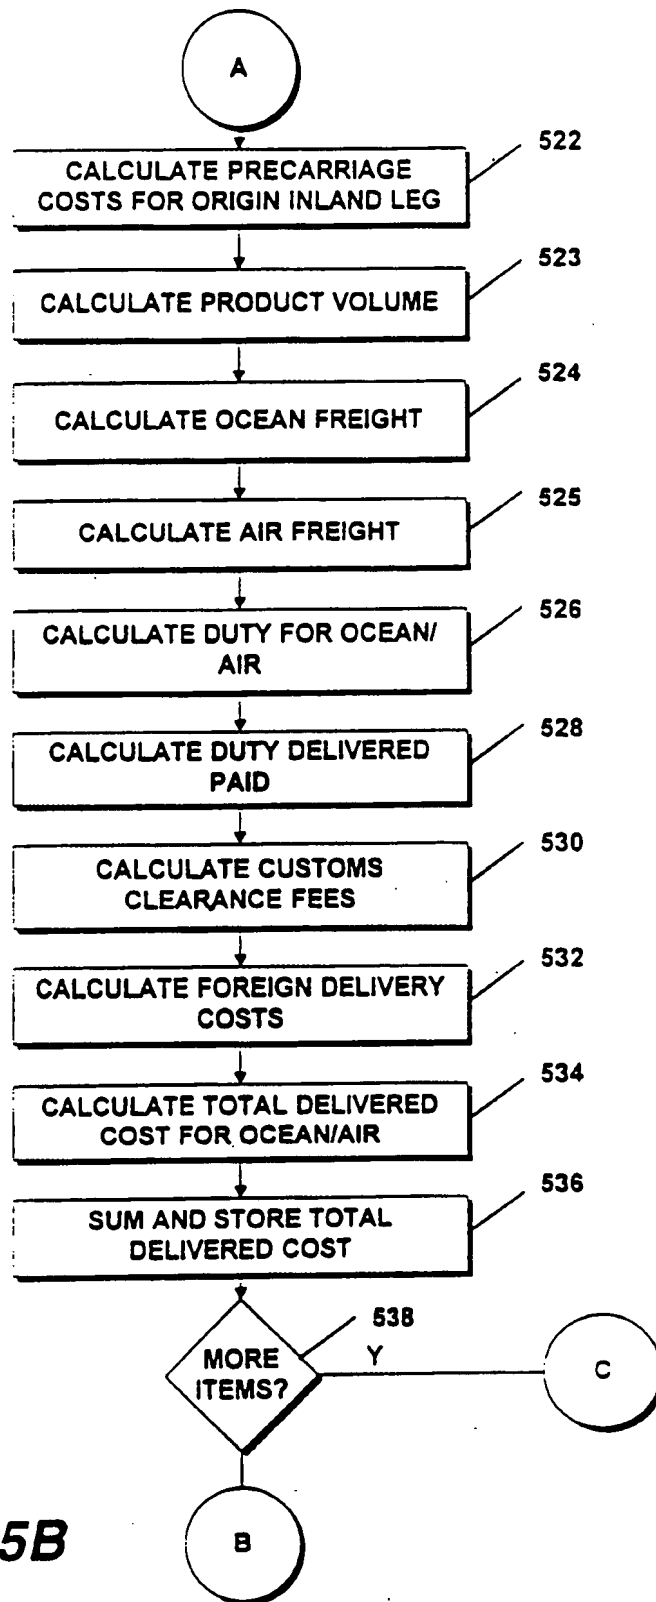 A
522
CALCULATE PRECARRIAGE
COSTS FOR ORIGIN INLAND LEG
523
CALCULATE PRODUCT VOLUME
524
CALCULATE OCEAN FREIGHT
525
CALCULATE AIR FREIGHT
526
CALCULATE DUTY FOR OCEAN/
AIR
528
CALCULATE DUTY DELIVERED
PAID
530
CALCULATE CUSTOMS
CLEARANCE FEES
532
CALCULATE FOREIGN DELIVERY
COSTS
534
CALCULATE TOTAL DELIVERED
COST FOR OCEAN/AIR
536
SUM AND STORE TOTAL
DELIVERED COST
538
MORE
ITEMS?
Y
C
B
5B